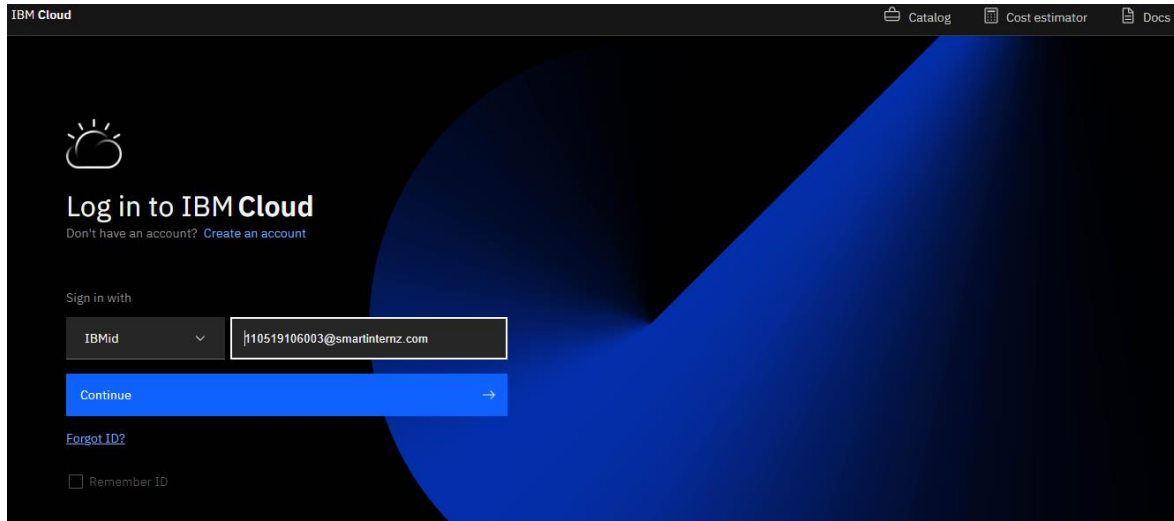 IBM Cloud Catalog Cost estimator Docs
Log in to IBM Cloud
Don't have an account? Create an account
Sign in with
IBMid 110519106003@smartinternz.com
Continue
Forgot ID?
Remember ID